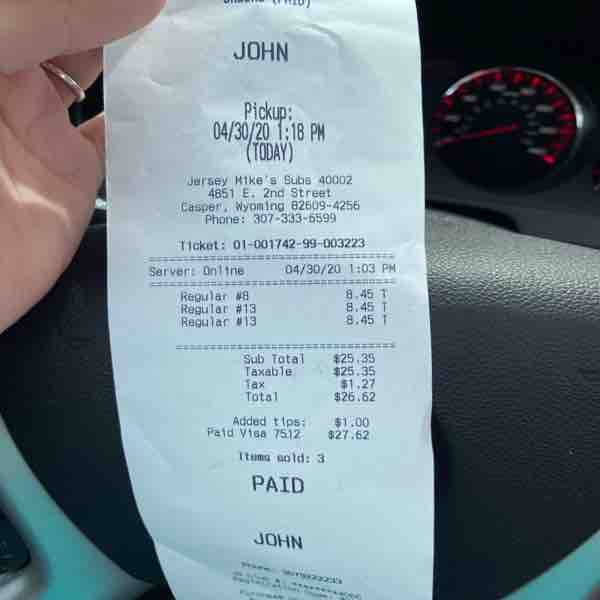 JOHN
Pickup:
04/30/20 1:18 PM
(TODAY)
Jersey Mike's Subs 40002
4851 E. 2nd Street
Casper, Wyoming 82609-4256
Phone: 307-333-6599
Ticket: 01-001742-99-003223
Server: Online 04/30/20 1:03 PM
Regular #8 8.45 T
Regular #13 8.45 T
Regular #13 8.45 T
Sub Total $25.35
Taxable $25.35
Tax $1.27
Total $26.62
Added tips: $1.00
Paid Visa 7512 $27.62
Items sold: 3
PAID
JOHN